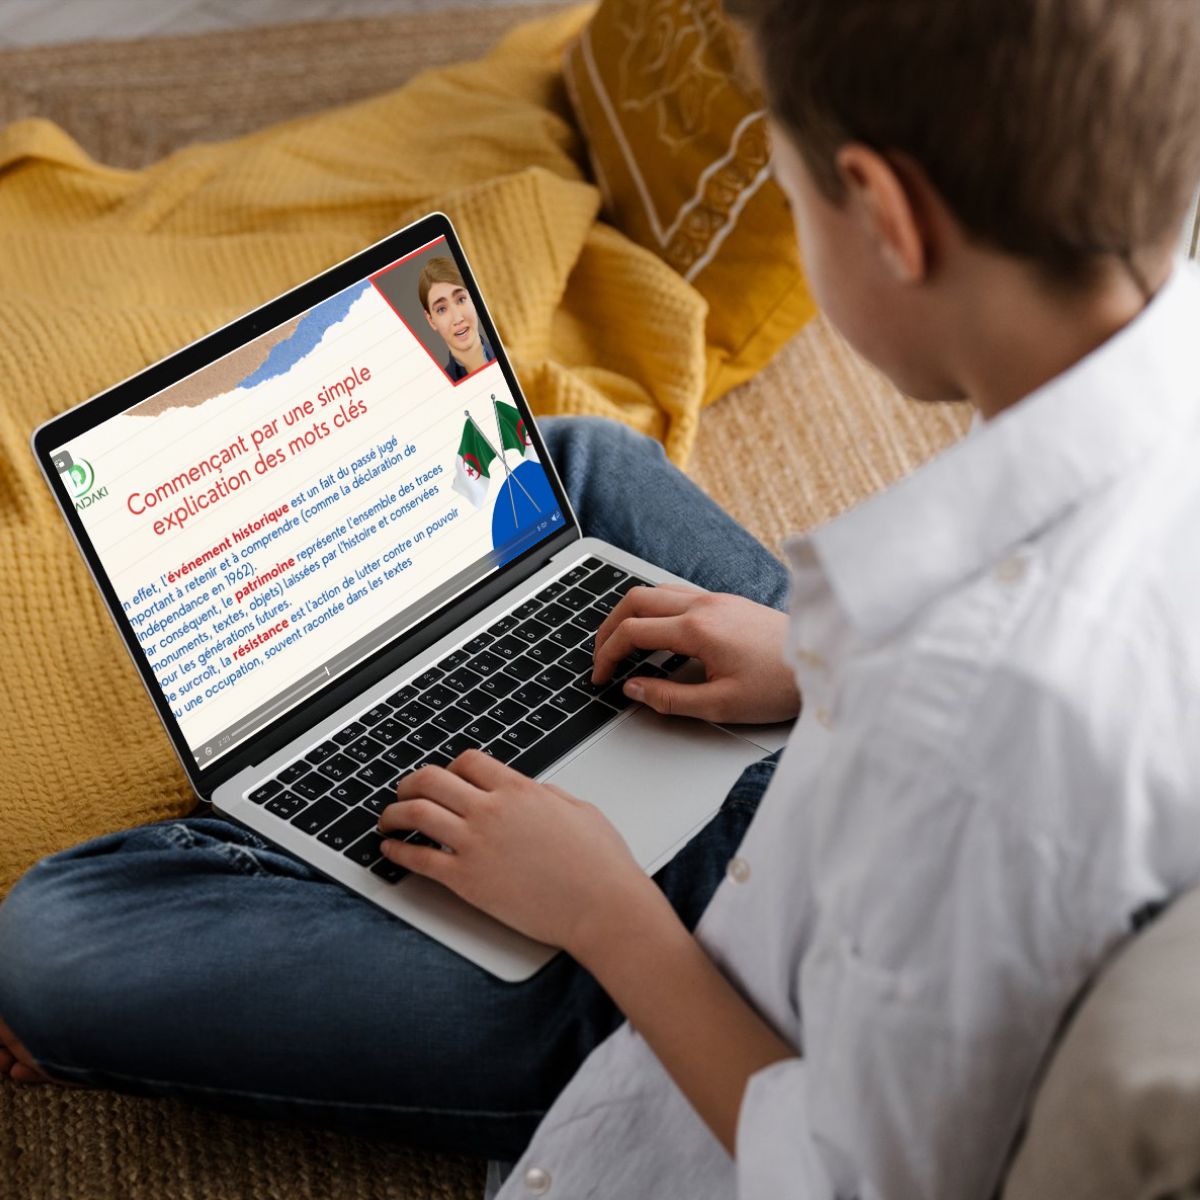 Commençant par une simple
explication des mots clés
ADAKI
n effet, l'événement historique est un fait du passé jugé
mportant à retenir et à comprendre (comme la déclaration de
indépendance en 1962).
Par conséquent, le patrimoine représente l'ensemble des traces
monuments, textes, objets) laissées par l'histoire et conservées
our les générations futures.
De surcroît, la résistance est l'action de lutter contre un pouvoir
u une occupation, souvent racontée dans les textes